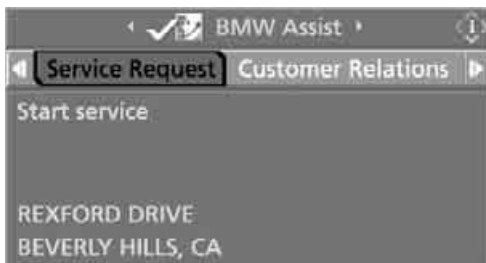 BMW Assist
Service Request Customer Relations
Start service
REXFORD DRIVE
BEVERLY HILLS, CA